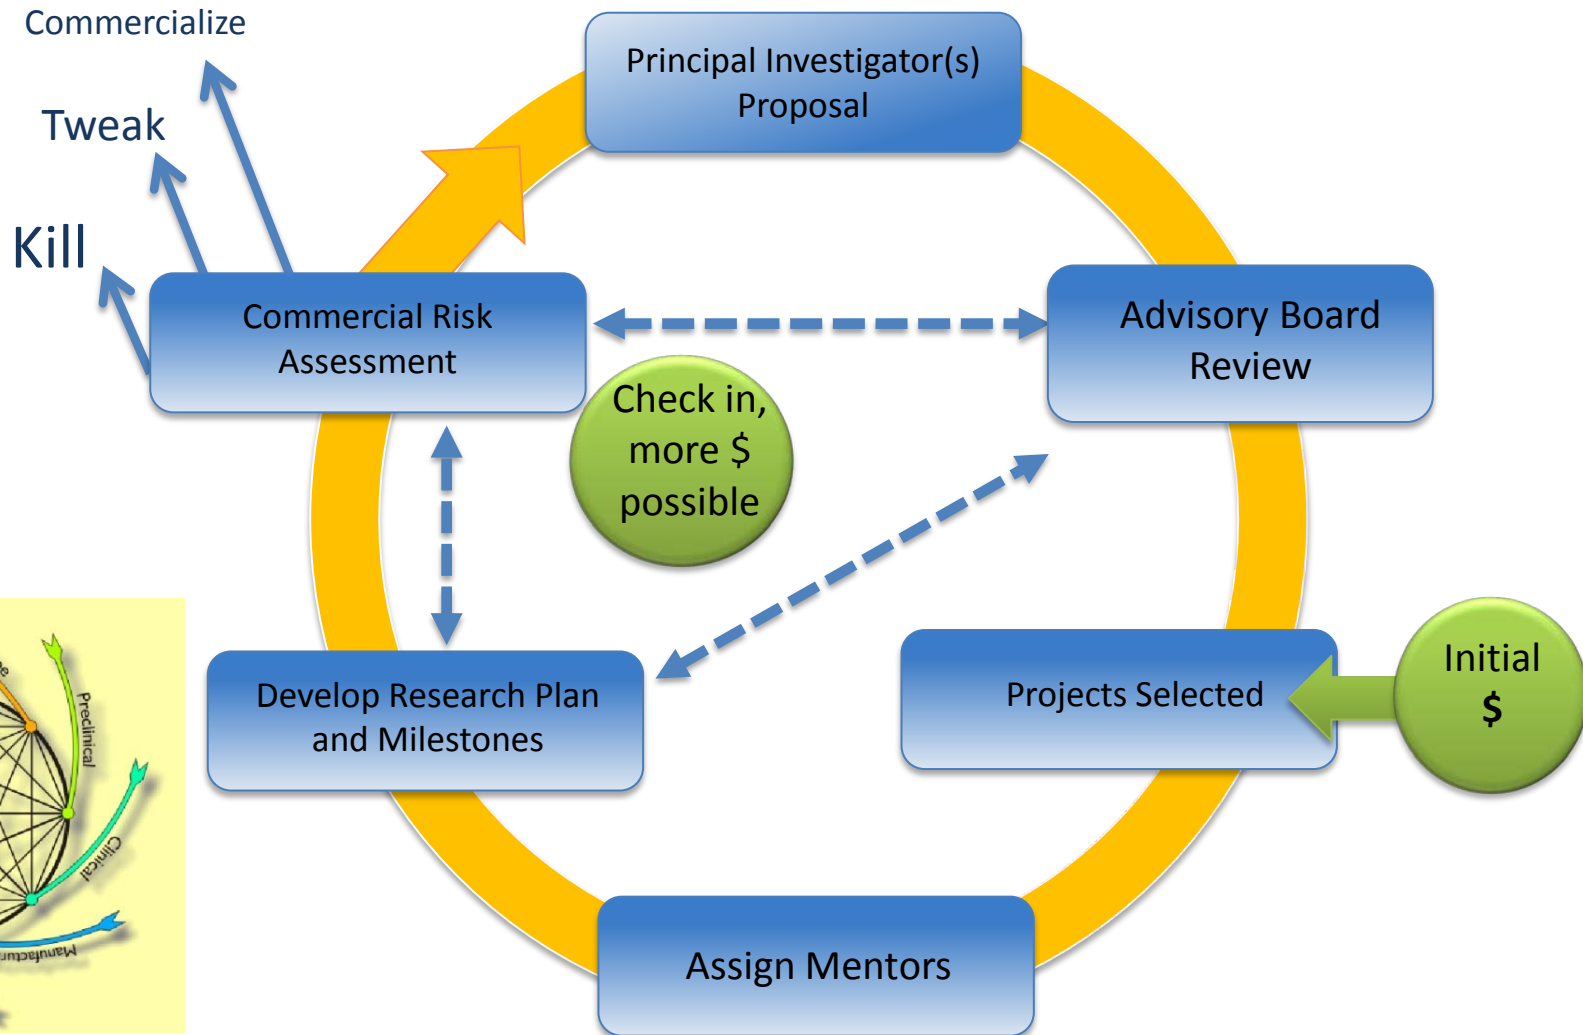 Commercialize
Tweak
Kill
Principal Investigator(s)
Proposal
Commercial Risk
Assessment
Advisory Board
Review
Check in,
more $
possible
Develop Research Plan
and Milestones
Projects Selected
Initial
$
Assign Mentors
Preclinical
Clinical